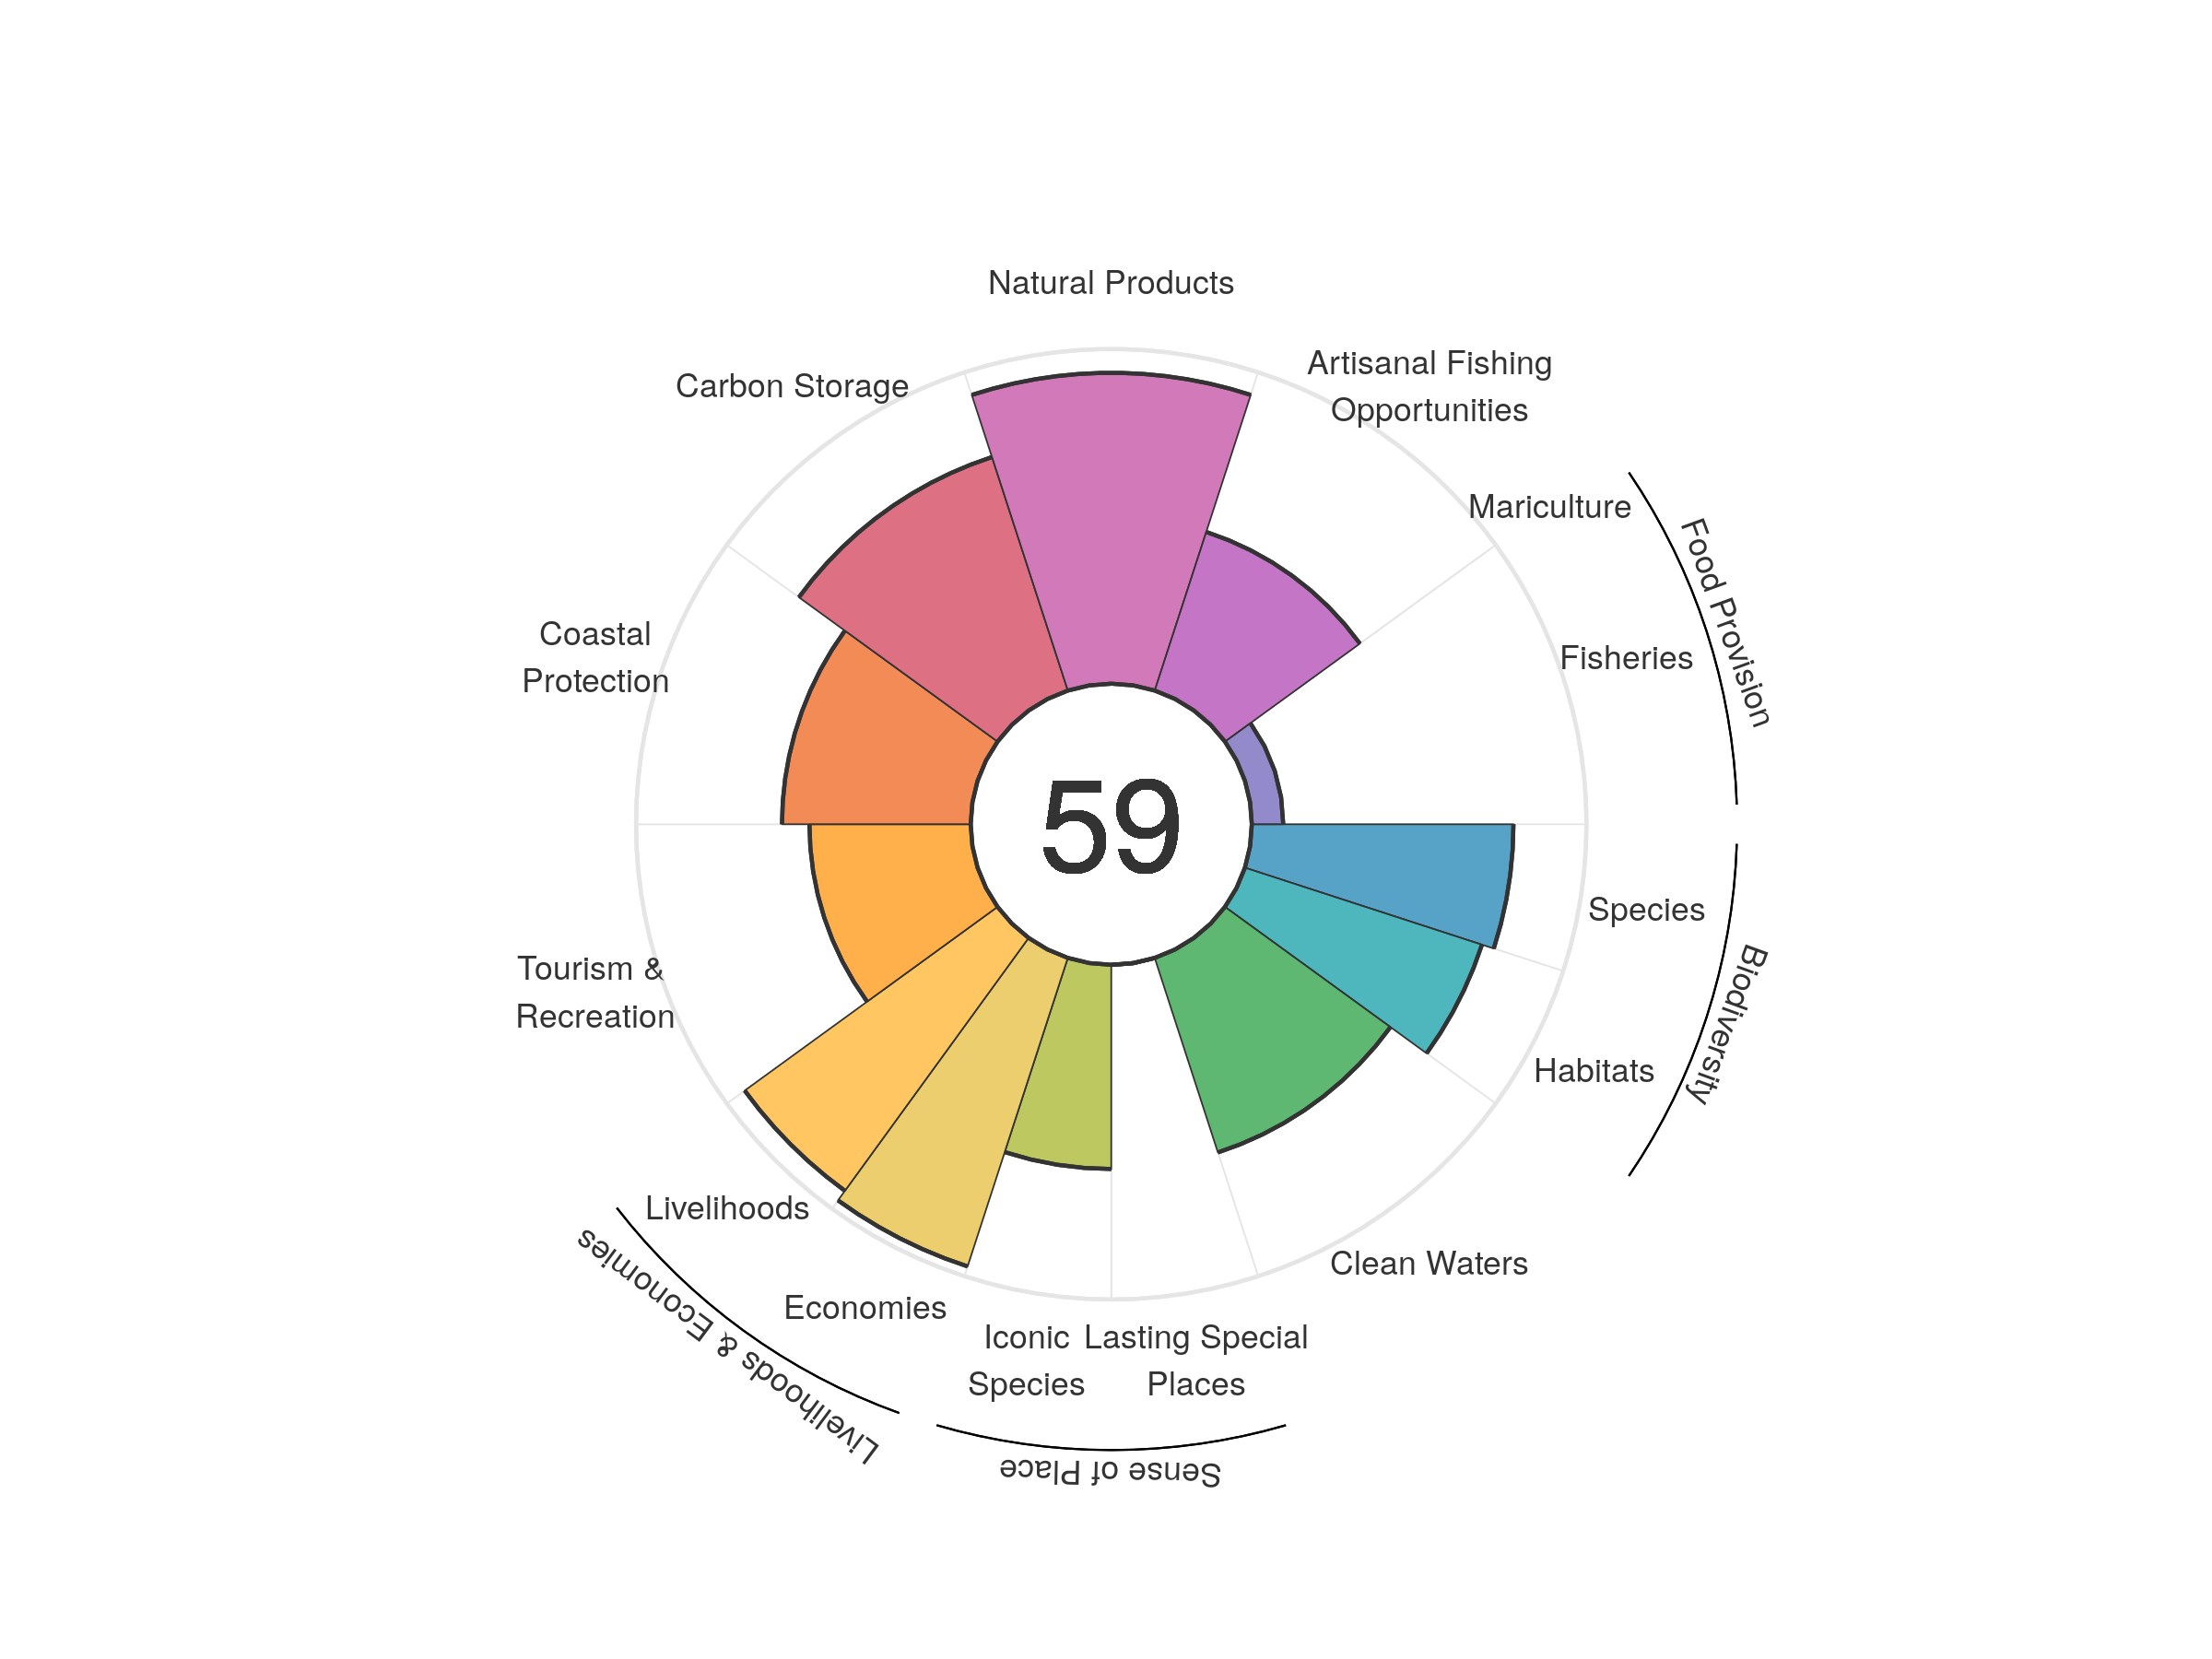 Natural Products
Artisanal Fishing
Opportunities
Carbon Storage
Mariculture
Food Provision
Fisheries
Coastal
Protection
59
Species
Biodiversity
Tourism &
Recreation
Habitats
Livelihoods
Clean Waters
Economies
Livelihoods & Economies
Iconic
Species
Lasting Special
Places
Sense of Place